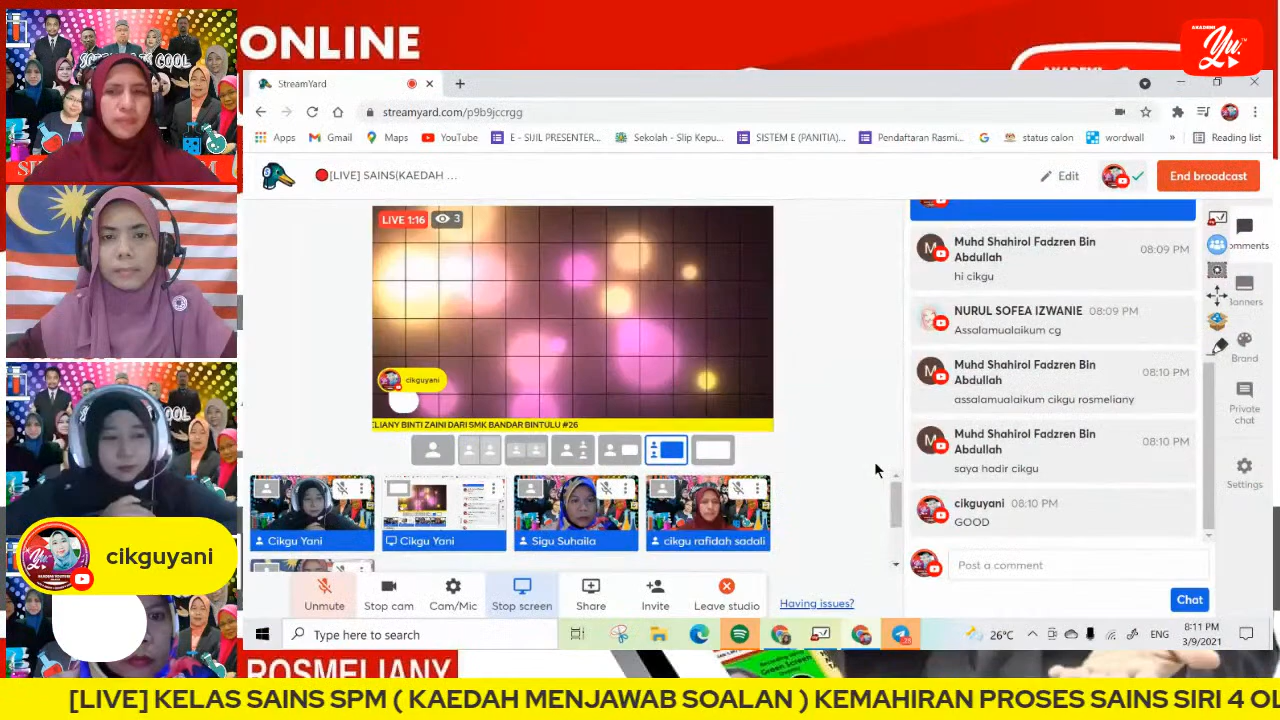 ONLINE
AKADEMI
Yu
StreamYard
streamyard.com/p9b9jccrgg
Apps
Gmail
Maps
YouTube
E - SIJIL PRESENTER...
Sekolah - Slip Kepu...
SISTEM E (PANITIA)...
Pendaftaran Rasmi...
status calon
wordwall
»
Reading list
[LIVE] SAINS(KAEDAH ...
Edit
End broadcast
LIVE 1:16
3
cikguyani
ELIANY BINTI ZAINI DARI SMK BANDAR BINTULU #26
Cikgu Yani
Cikgu Yani
Sigu Suhaila
cikgu rafidah sadali
Unmute
Stop cam
Cam/Mic
Stop screen
Share
Invite
Leave studio
Having issues?
Muhd Shahirol Fadzren Bin
Abdullah
08:09 PM
hi cikgu
NURUL SOFEA IZWANIE 08:09 PM
Assalamualaikum cg
Muhd Shahirol Fadzren Bin
Abdullah
08:10 PM
assalamualaikum cikgu rosmeliany
Muhd Shahirol Fadzren Bin
Abdullah
08:10 PM
saya hadir cikgu
cikguyani 08:10 PM
GOOD
Post a comment
Chat
omments
anners
Brand
Private
chat
Settings
Type here to search
26°C
ENG
8:11 PM
3/9/2021
cikguyani
ROSMELIANY
Green Screen
[LIVE] KELAS SAINS SPM ( KAEDAH MENJAWAB SOALAN ) KEMAHIRAN PROSES SAINS SIRI 4 OL